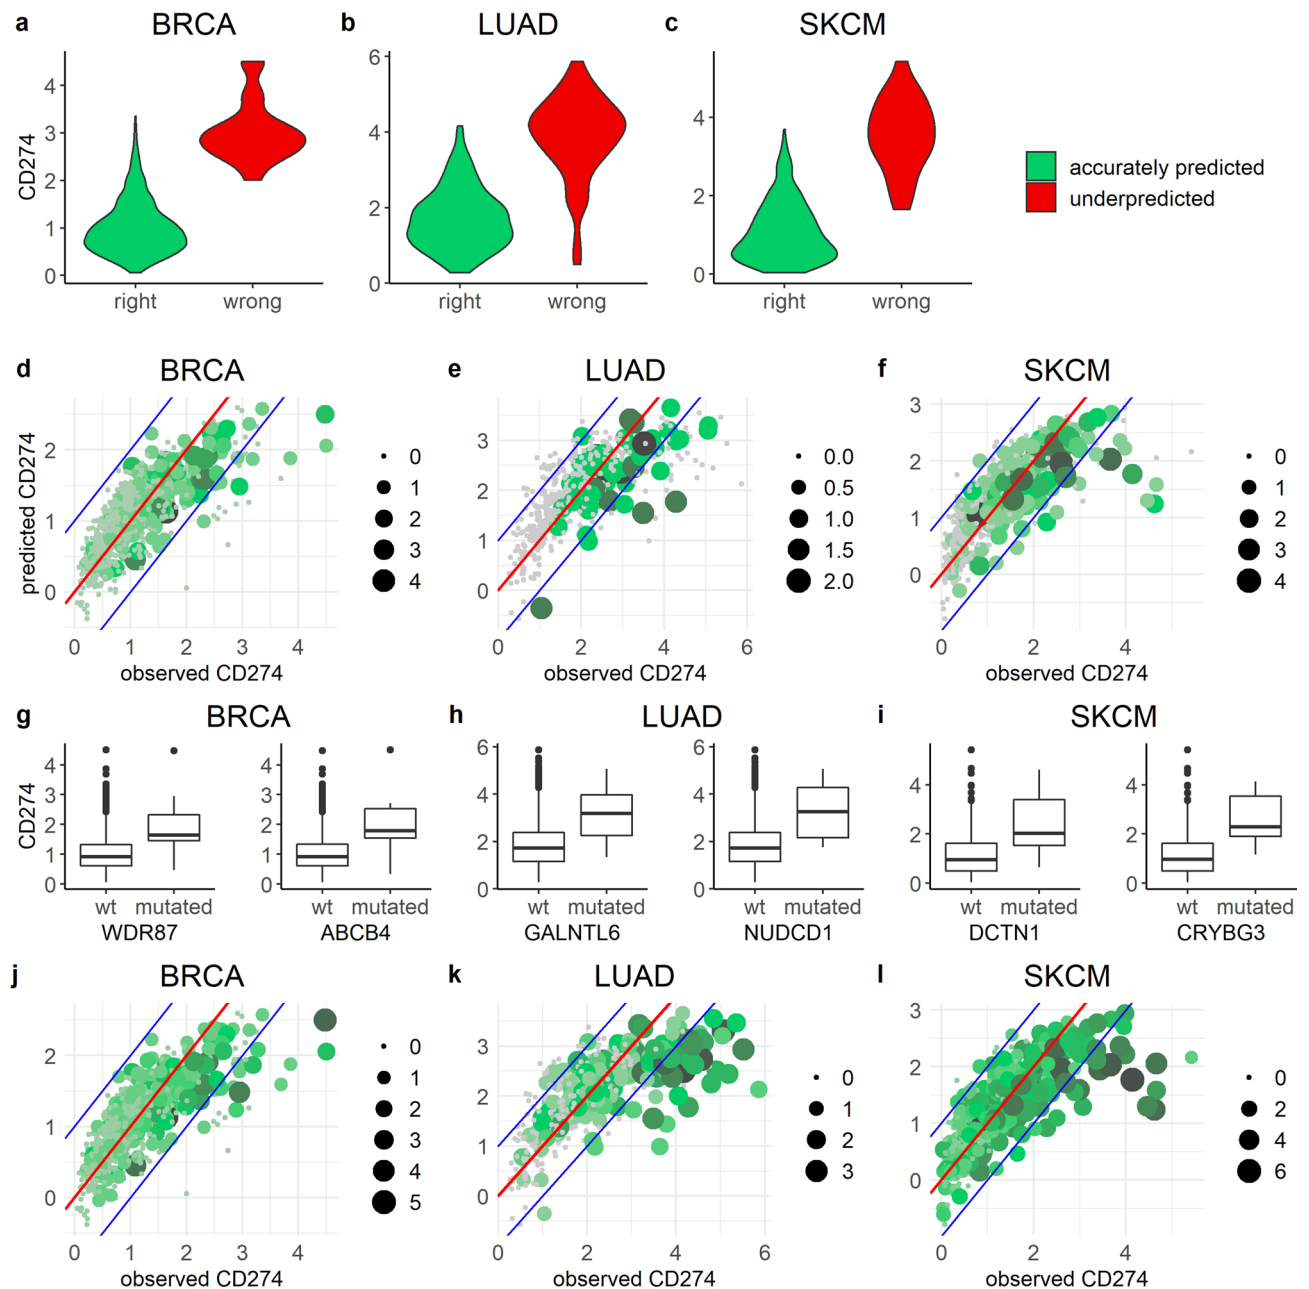 a BRCA b LUAD c SKCM
CD274
4
3
2
1
0
right wrong
6
4
2
0
right wrong
4
2
0
right wrong
accurately predicted
underpredicted
d BRCA
predicted CD274
2
1
0
0 1 2 3 4
observed CD274
0
1
2
3
4
e LUAD
3
2
1
0
0 2 4 6
observed CD274
0.0
0.5
1.0
1.5
2.0
f SKCM
3
2
1
0
0 2 4
observed CD274
0
1
2
3
4
g BRCA
CD274
4
3
2
1
0
wt mutated
WDR87
4
3
2
1
0
wt mutated
ABCB4
h LUAD
6
4
2
0
wt mutated
GALNTL6
6
4
2
0
wt mutated
NUDCD1
i SKCM
4
2
0
wt mutated
DCTN1
4
2
0
wt mutated
CRYBG3
j BRCA
2
1
0
0 1 2 3 4
observed CD274
0
1
2
3
4
5
k LUAD
3
2
1
0
0 2 4 6
observed CD274
0
1
2
3
l SKCM
3
2
1
0
0 2 4
observed CD274
0
2
4
6